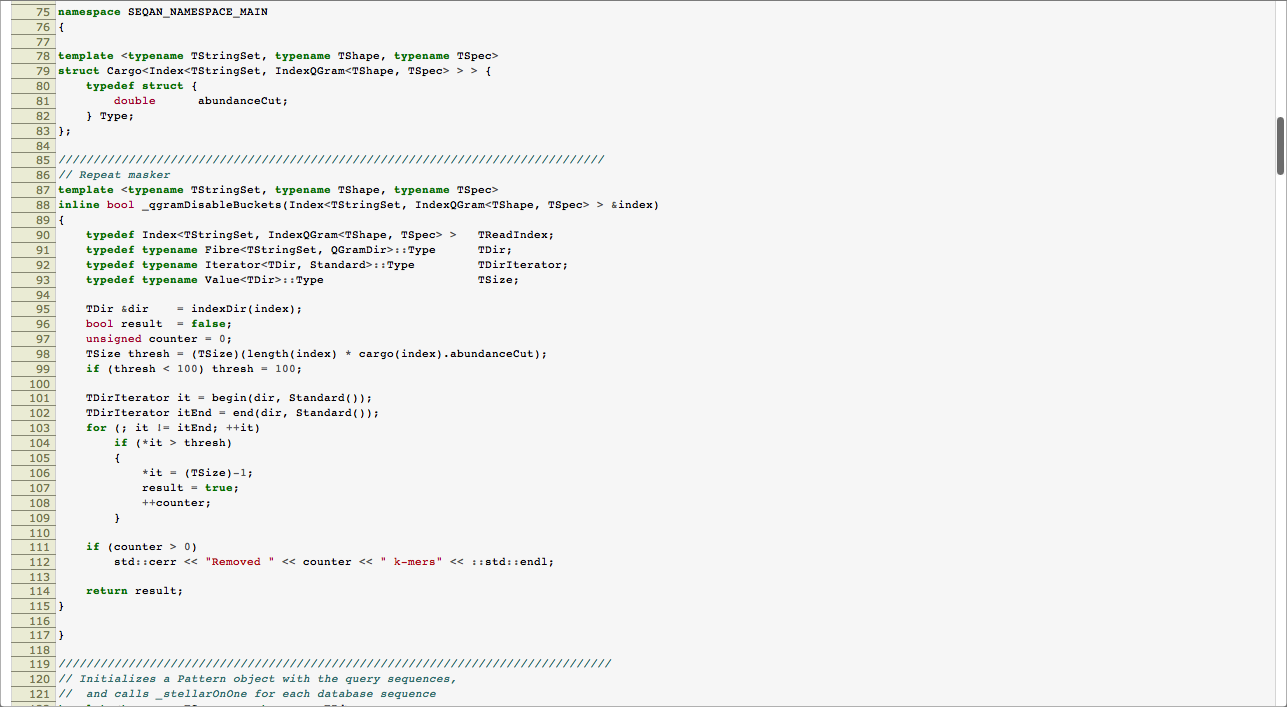 75 namespace SEQAN_NAMESPACE_MAIN
76 {
77
78 template <typename TStringSet, typename TShape, typename TSpec>
79 struct Cargo<Index<TStringSet, IndexQGram<TShape, TSpec> > > {
80     typedef struct {
81         double      abundanceCut;
82     } Type;
83 };
84
85 //////////////////////////////////////////////////////////////////////////////
86 // Repeat masker
87 template <typename TStringSet, typename TShape, typename TSpec>
88 inline bool _qgramDisableBuckets(Index<TStringSet, IndexQGram<TShape, TSpec> > &index)
89 {
90     typedef Index<TStringSet, IndexQGram<TShape, TSpec> >   TReadIndex;
91     typedef typename Fibre<TStringSet, QGramDir>::Type      TDir;
92     typedef typename Iterator<TDir, Standard>::Type         TDirIterator;
93     typedef typename Value<TDir>::Type                      TSize;
94
95     TDir &dir    = indexDir(index);
96     bool result  = false;
97     unsigned counter = 0;
98     TSize thresh = (TSize)(length(index) * cargo(index).abundanceCut);
99     if (thresh < 100) thresh = 100;
100
101     TDirIterator it = begin(dir, Standard());
102     TDirIterator itEnd = end(dir, Standard());
103     for (; it != itEnd; ++it)
104         if (*it > thresh)
105         {
106             *it = (TSize)-1;
107             result = true;
108             ++counter;
109         }
110
111     if (counter > 0)
112         std::cerr << "Removed " << counter << " k-mers" << ::std::endl;
113
114     return result;
115 }
116
117 }
118
119 ///////////////////////////////////////////////////////////////////////////////
120 // Initializes a Pattern object with the query sequences,
121 //  and calls _stellarOnOne for each database sequence